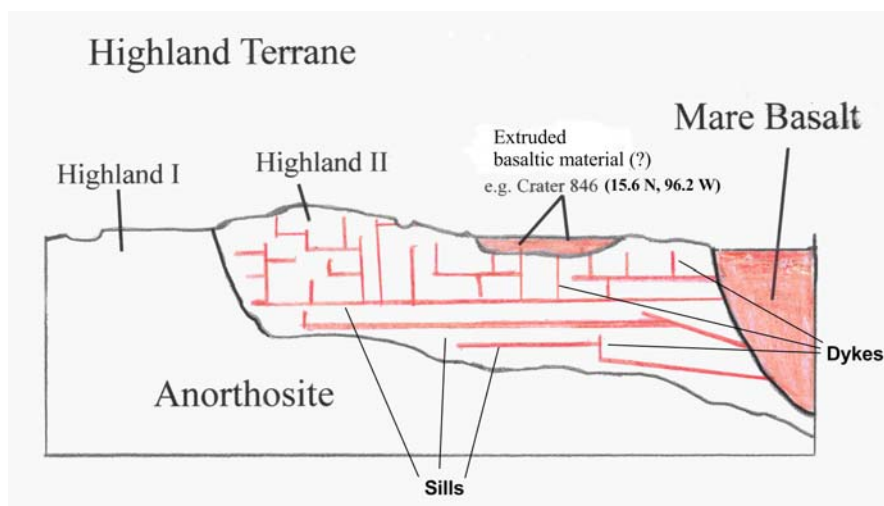 Highland Terrane
Mare Basalt
Extruded
basaltic material (?)
e.g. Crater 846 (15.6 N, 96.2 W)
Highland II
Highland I
Dykes
Anorthosite
Sills